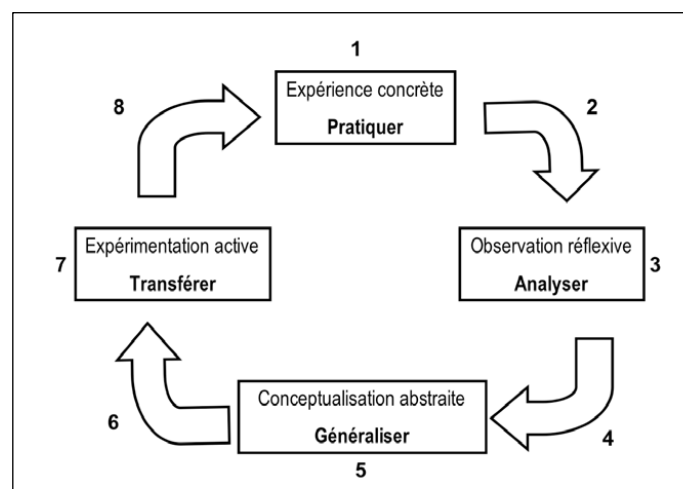 1
Expérience concrète
Pratiquer
2
Observation réflexive
Analyser
3
4
Conceptualisation abstraite
Généraliser
5
6
Expérimentation active
Transférer
7
8